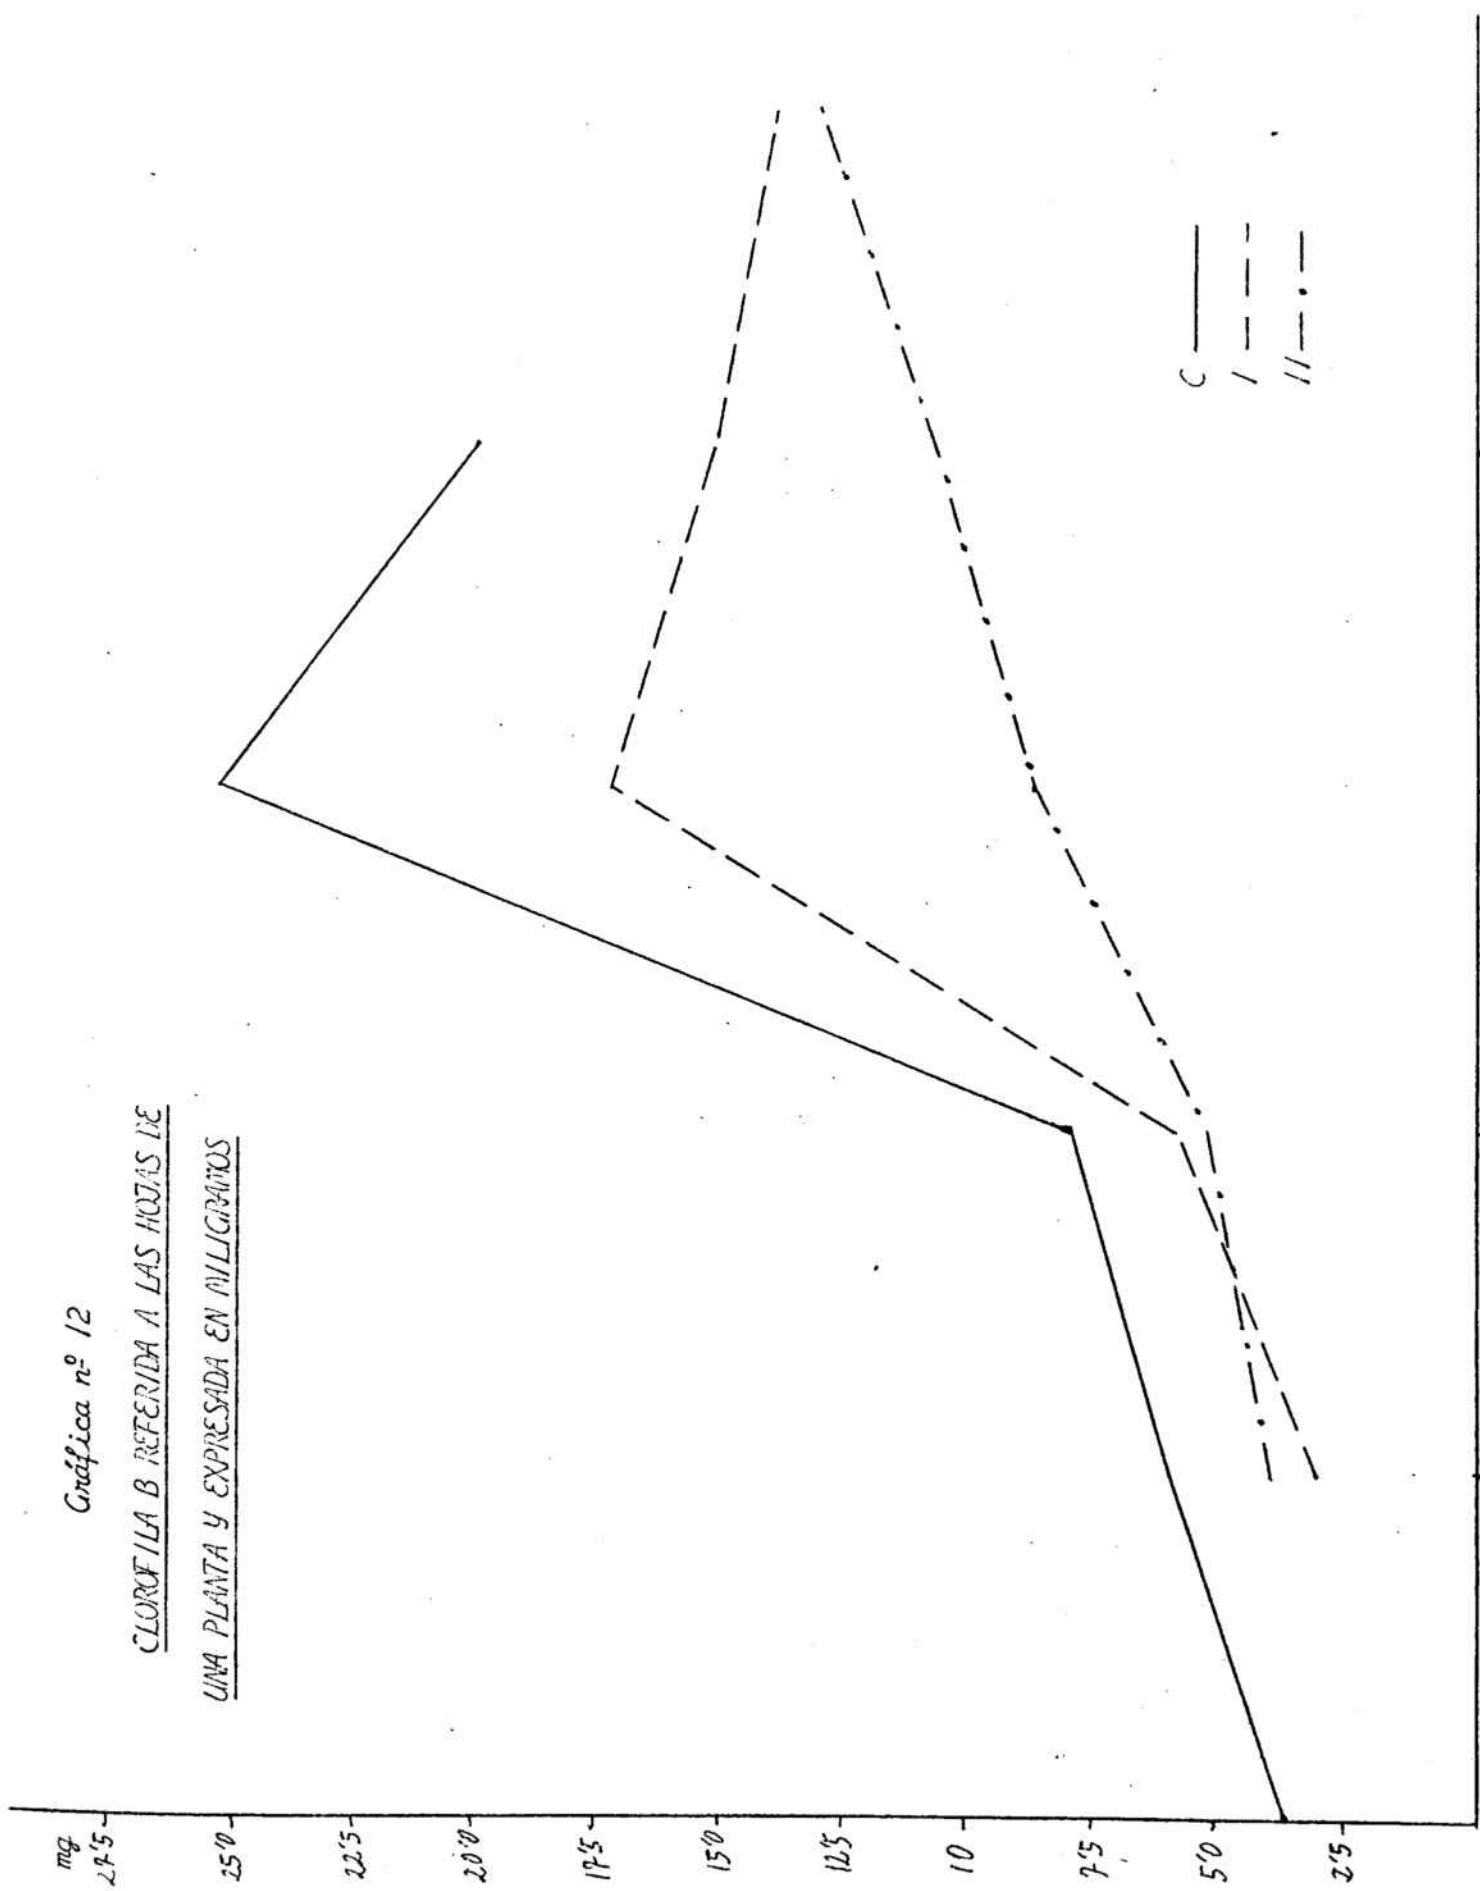 Gráfica nº 12
CLOROFILA B REFERIDA A LAS HOJAS DE
UNA PLANTA Y EXPRESADA EN MILIGRAMOS
mg
27'5
25'0
22'5
20'0
17'5
15'0
12'5
10
7'5
5'0
2'5
C
I
II